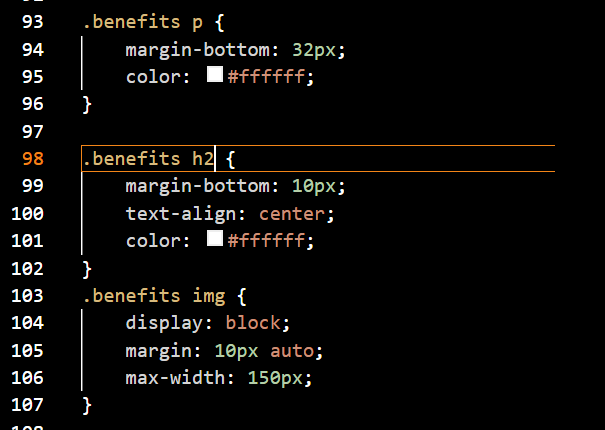 93 .benefits p {
94     margin-bottom: 32px;
95     color: #ffffff;
96 }
97
98 .benefits h2 {
99     margin-bottom: 10px;
100     text-align: center;
101     color: #ffffff;
102 }
103 .benefits img {
104     display: block;
105     margin: 10px auto;
106     max-width: 150px;
107 }